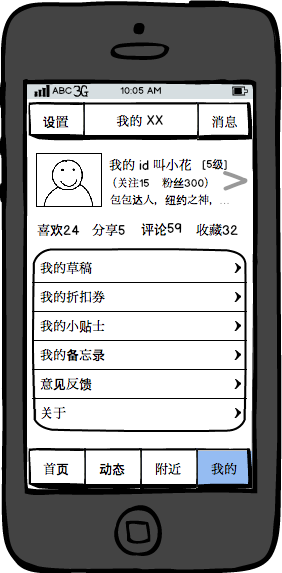 ABC 3G 10:05 AM
设置 我的 XX 消息
我的 id 叫小花 [5级]
(关注15 粉丝300)
包包达人，纽约之神，...
喜欢24 分享5 评论59 收藏32
我的草稿
我的折扣券
我的小贴士
我的备忘录
意见反馈
关于
首页 动态 附近 我的